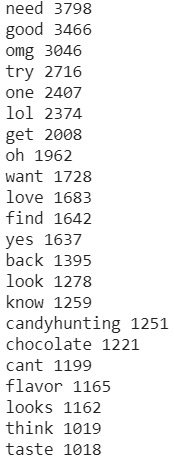 need 3798
good 3466
omg 3046
try 2716
one 2407
lol 2374
get 2008
oh 1962
want 1728
love 1683
find 1642
yes 1637
back 1395
look 1278
know 1259
candyhunting 1251
chocolate 1221
cant 1199
flavor 1165
looks 1162
think 1019
taste 1018